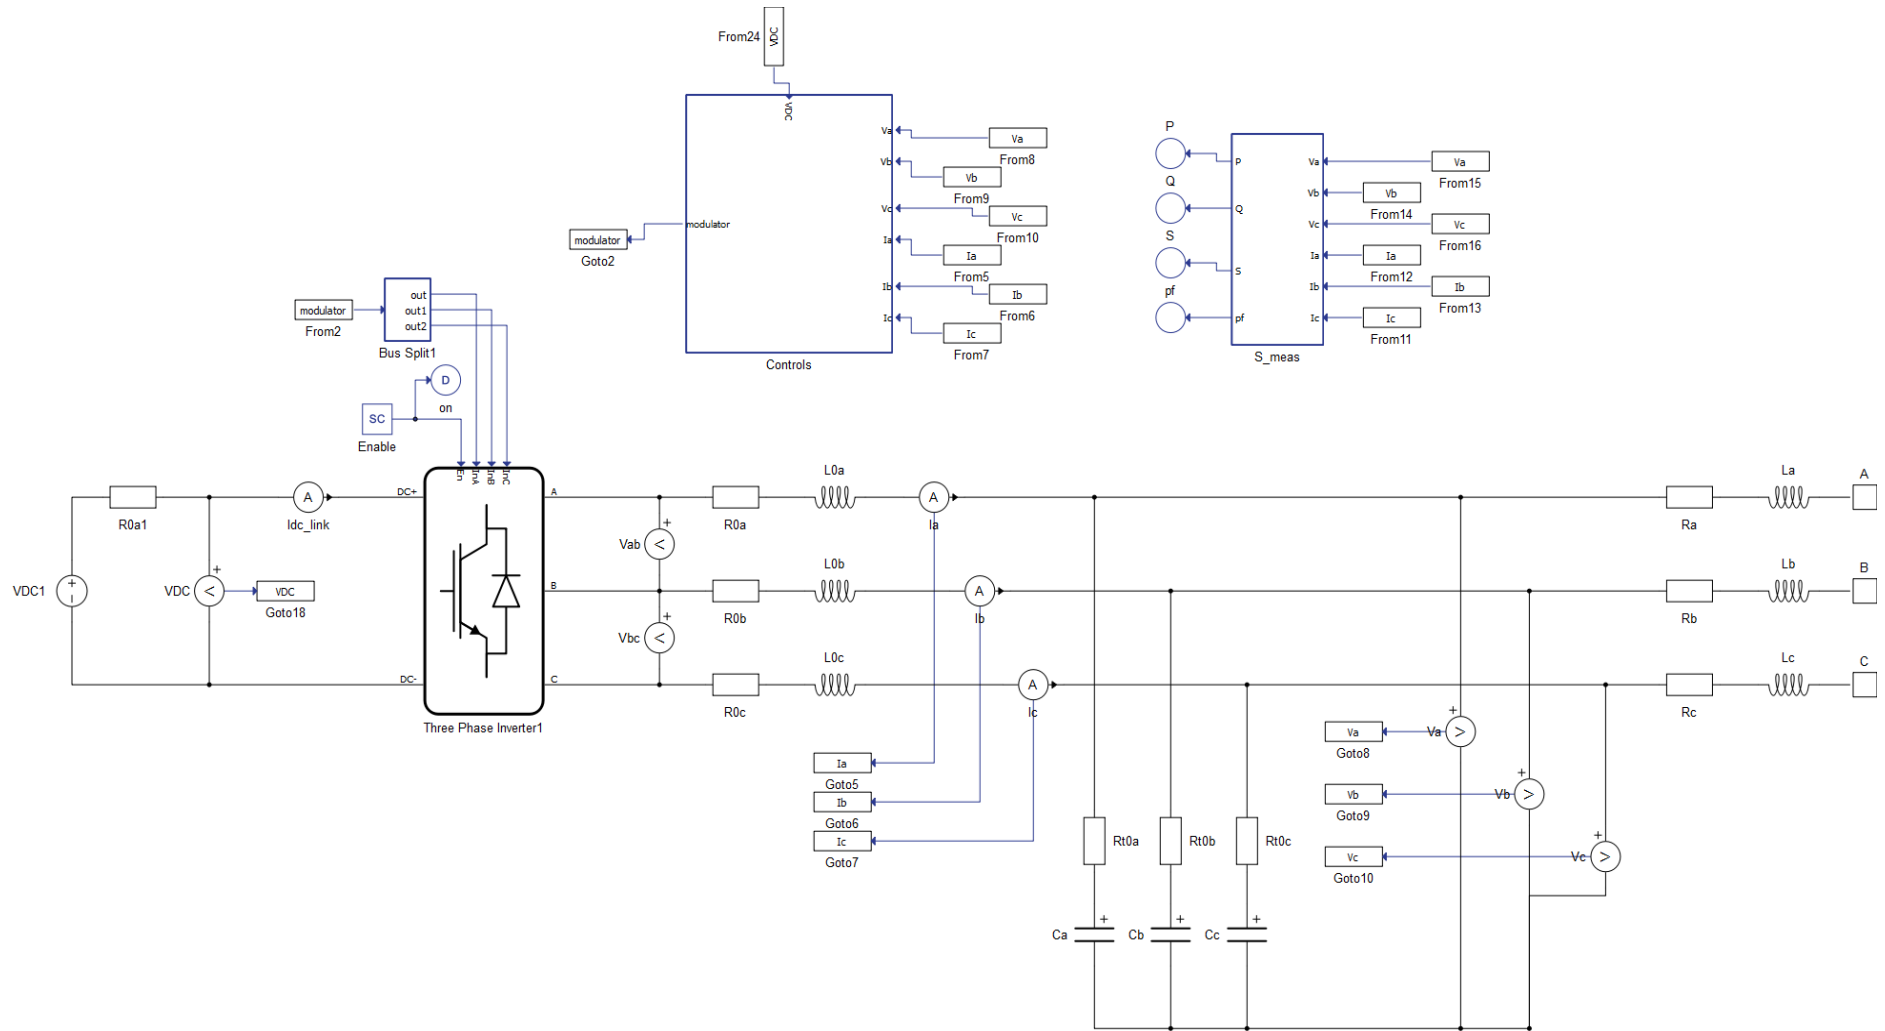 From24
VDC
VDC
Va
Va
From8
Vb
Vb
From9
Vc
Vc
From10
Ia
Ia
From5
Ib
Ib
From6
Ic
Ic
From7
modulator
modulator
Goto2
Controls
P
Q
S
pf
P
Q
S
pf
Va
Vb
Vc
Ia
Ib
Ic
Va
From15
Vb
From14
Vc
From16
Ia
From12
Ib
From13
Ic
From11
S_meas
modulator
From2
out
out1
out2
Bus Split1
D
on
SC
Enable
En
InA
InB
InC
DC+
DC-
A
B
C
Three Phase Inverter1
R0a1
A
Idc_link
VDC1
+
-
VDC
+
<
VDC
Goto18
Vab
+
<
Vbc
+
<
R0a
L0a
A
Ia
R0b
L0b
A
Ib
R0c
L0c
A
Ic
Ia
Goto5
Ib
Goto6
Ic
Goto7
Rt0a
Rt0b
Rt0c
Ca
+
Cb
+
Cc
+
Va
Goto8
Va
+
>
Vb
Goto9
Vb
+
>
Vc
Goto10
Vc
+
>
Ra
La
A
Rb
Lb
B
Rc
Lc
C